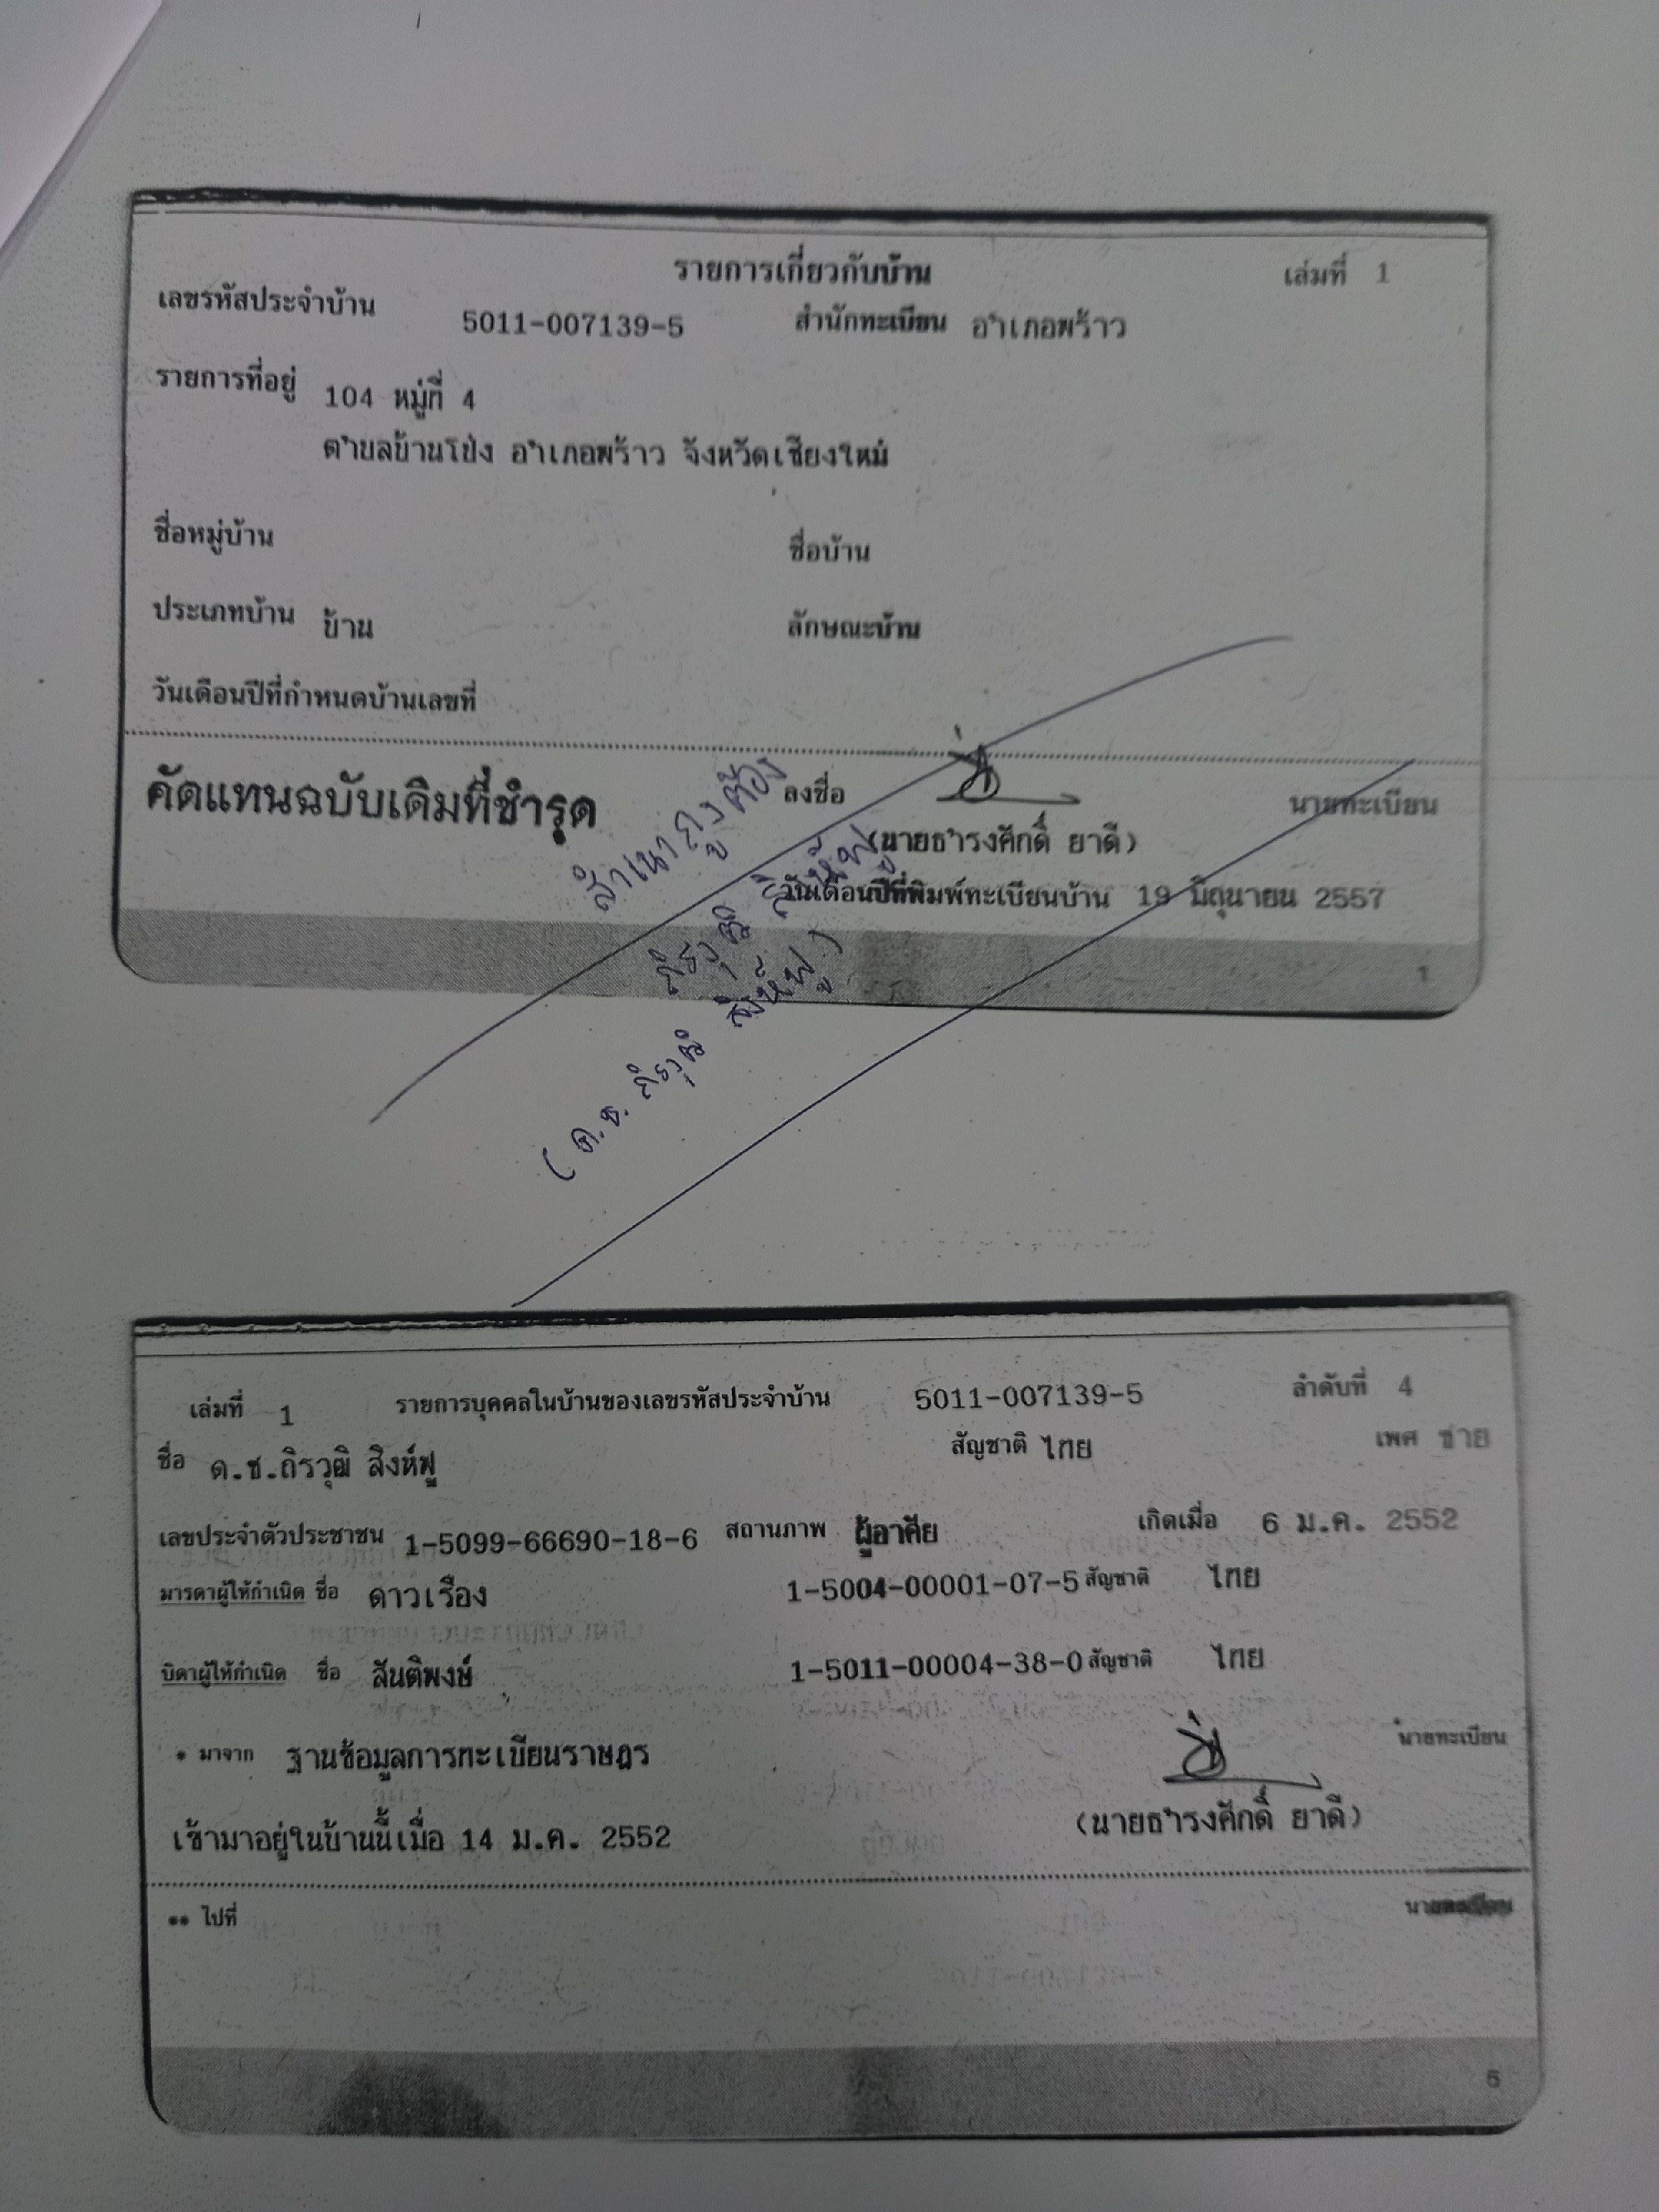 รายการเกี่ยวกับบ้าน เล่มที่ 1
เลขรหัสประจำบ้าน 5011-007139-5 สำนักทะเบียน อำเภอพร้าว
รายการที่อยู่ 104 หมู่ที่ 4
ตำบลบ้านโป่ง อำเภอพร้าว จังหวัดเชียงใหม่
ชื่อหมู่บ้าน ชื่อบ้าน
ประเภทบ้าน บ้าน ลักษณะบ้าน
วันเดือนปีที่กำหนดบ้านเลขที่
คัดแทนฉบับเดิมที่ชำรุด ลงชื่อ นายทะเบียน
(นายธำรงศักดิ์ ยาดี)
วันเดือนปีที่พิมพ์ทะเบียนบ้าน 19 มิถุนายน 2557
1
สำเนาถูกต้อง
ถิรวุฒิ สิงห์ฟู
(ด.ช. ถิรวุฒิ สิงห์ฟู)
เล่มที่ 1 รายการบุคคลในบ้านของเลขรหัสประจำบ้าน 5011-007139-5 ลำดับที่ 4
ชื่อ ด.ช.ถิรวุฒิ สิงห์ฟู สัญชาติ ไทย เพศ ชาย
เลขประจำตัวประชาชน 1-5099-66690-18-6 สถานภาพ ผู้อาศัย เกิดเมื่อ 6 ม.ค. 2552
มารดาผู้ให้กำเนิด ชื่อ ดาวเรือง 1-5004-00001-07-5 สัญชาติ ไทย
บิดาผู้ให้กำเนิด ชื่อ สันติพงษ์ 1-5011-00004-38-0 สัญชาติ ไทย
* มาจาก ฐานข้อมูลการทะเบียนราษฎร นายทะเบียน
(นายธำรงศักดิ์ ยาดี)
เข้ามาอยู่ในบ้านนี้เมื่อ 14 ม.ค. 2552
** ไปที่ นายทะเบียน